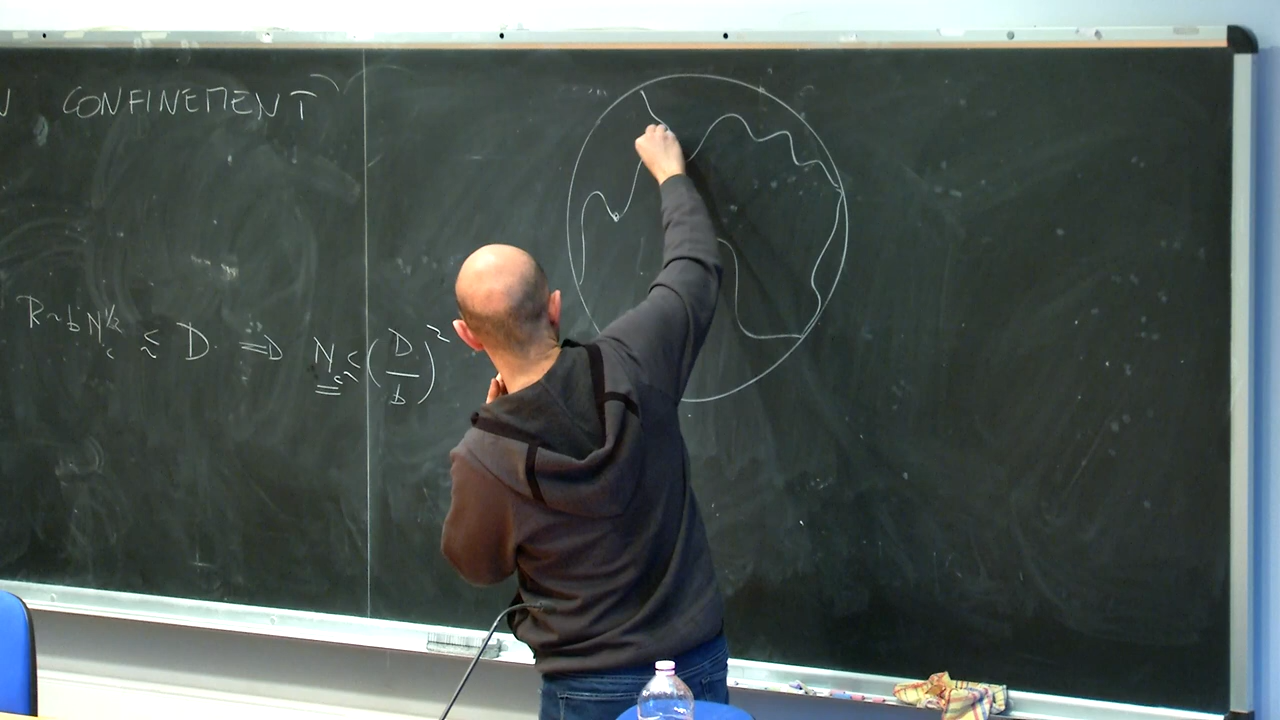 N CONFINEMENT
R ~ b N^{1/2} ≲ D ⇒ N ≲ (D/b)^2